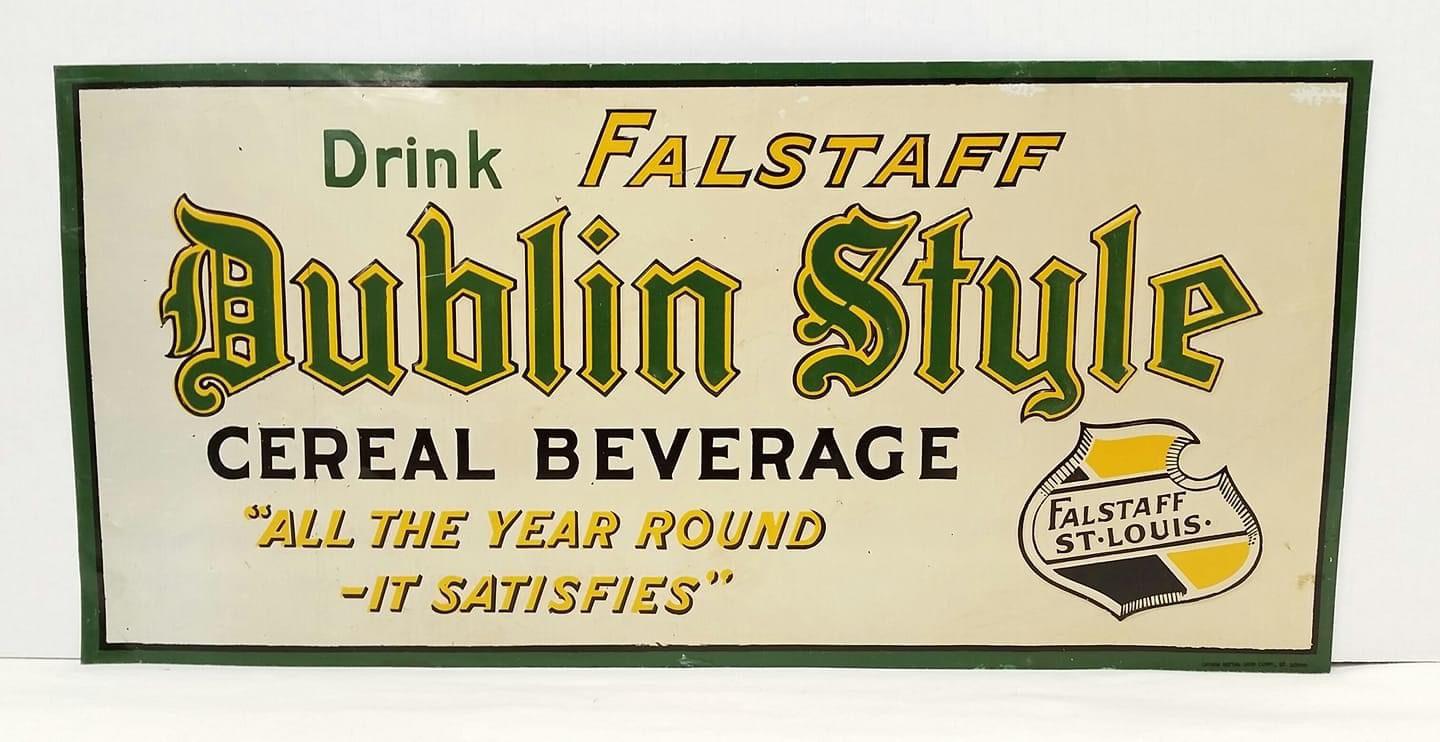 Drink FALSTAFF
Dublin Style
CEREAL BEVERAGE
"ALL THE YEAR ROUND
-IT SATISFIES"
FALSTAFF
ST·LOUIS·